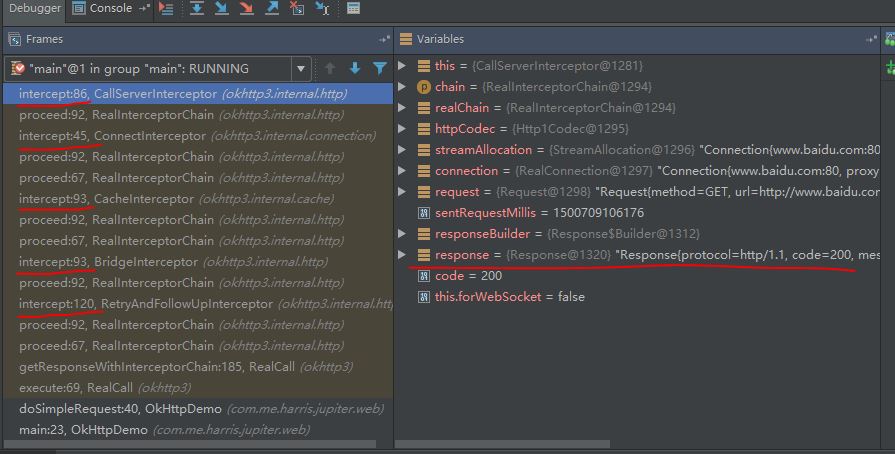 Debugger
Console
Frames
Variables
"main"@1 in group "main": RUNNING
intercept:86, CallServerInterceptor (okhttp3.internal.http)
proceed:92, RealInterceptorChain (okhttp3.internal.http)
intercept:45, ConnectInterceptor (okhttp3.internal.connection)
proceed:92, RealInterceptorChain (okhttp3.internal.http)
proceed:67, RealInterceptorChain (okhttp3.internal.http)
intercept:93, CacheInterceptor (okhttp3.internal.cache)
proceed:92, RealInterceptorChain (okhttp3.internal.http)
proceed:67, RealInterceptorChain (okhttp3.internal.http)
intercept:93, BridgeInterceptor (okhttp3.internal.http)
proceed:92, RealInterceptorChain (okhttp3.internal.http)
intercept:120, RetryAndFollowUpInterceptor (okhttp3.internal.htt
proceed:92, RealInterceptorChain (okhttp3.internal.http)
proceed:67, RealInterceptorChain (okhttp3.internal.http)
getResponseWithInterceptorChain:185, RealCall (okhttp3)
execute:69, RealCall (okhttp3)
doSimpleRequest:40, OkHttpDemo (com.me.harris.jupiter.web)
main:23, OkHttpDemo (com.me.harris.jupiter.web)
this = {CallServerInterceptor@1281}
p chain = {RealInterceptorChain@1294}
realChain = {RealInterceptorChain@1294}
httpCodec = {Http1Codec@1295}
streamAllocation = {StreamAllocation@1296} "Connection{www.baidu.com:80
connection = {RealConnection@1297} "Connection{www.baidu.com:80, proxy
request = {Request@1298} "Request{method=GET, url=http://www.baidu.com
sentRequestMillis = 1500709106176
responseBuilder = {Response$Builder@1312}
response = {Response@1320} "Response{protocol=http/1.1, code=200, mes
code = 200
this.forWebSocket = false